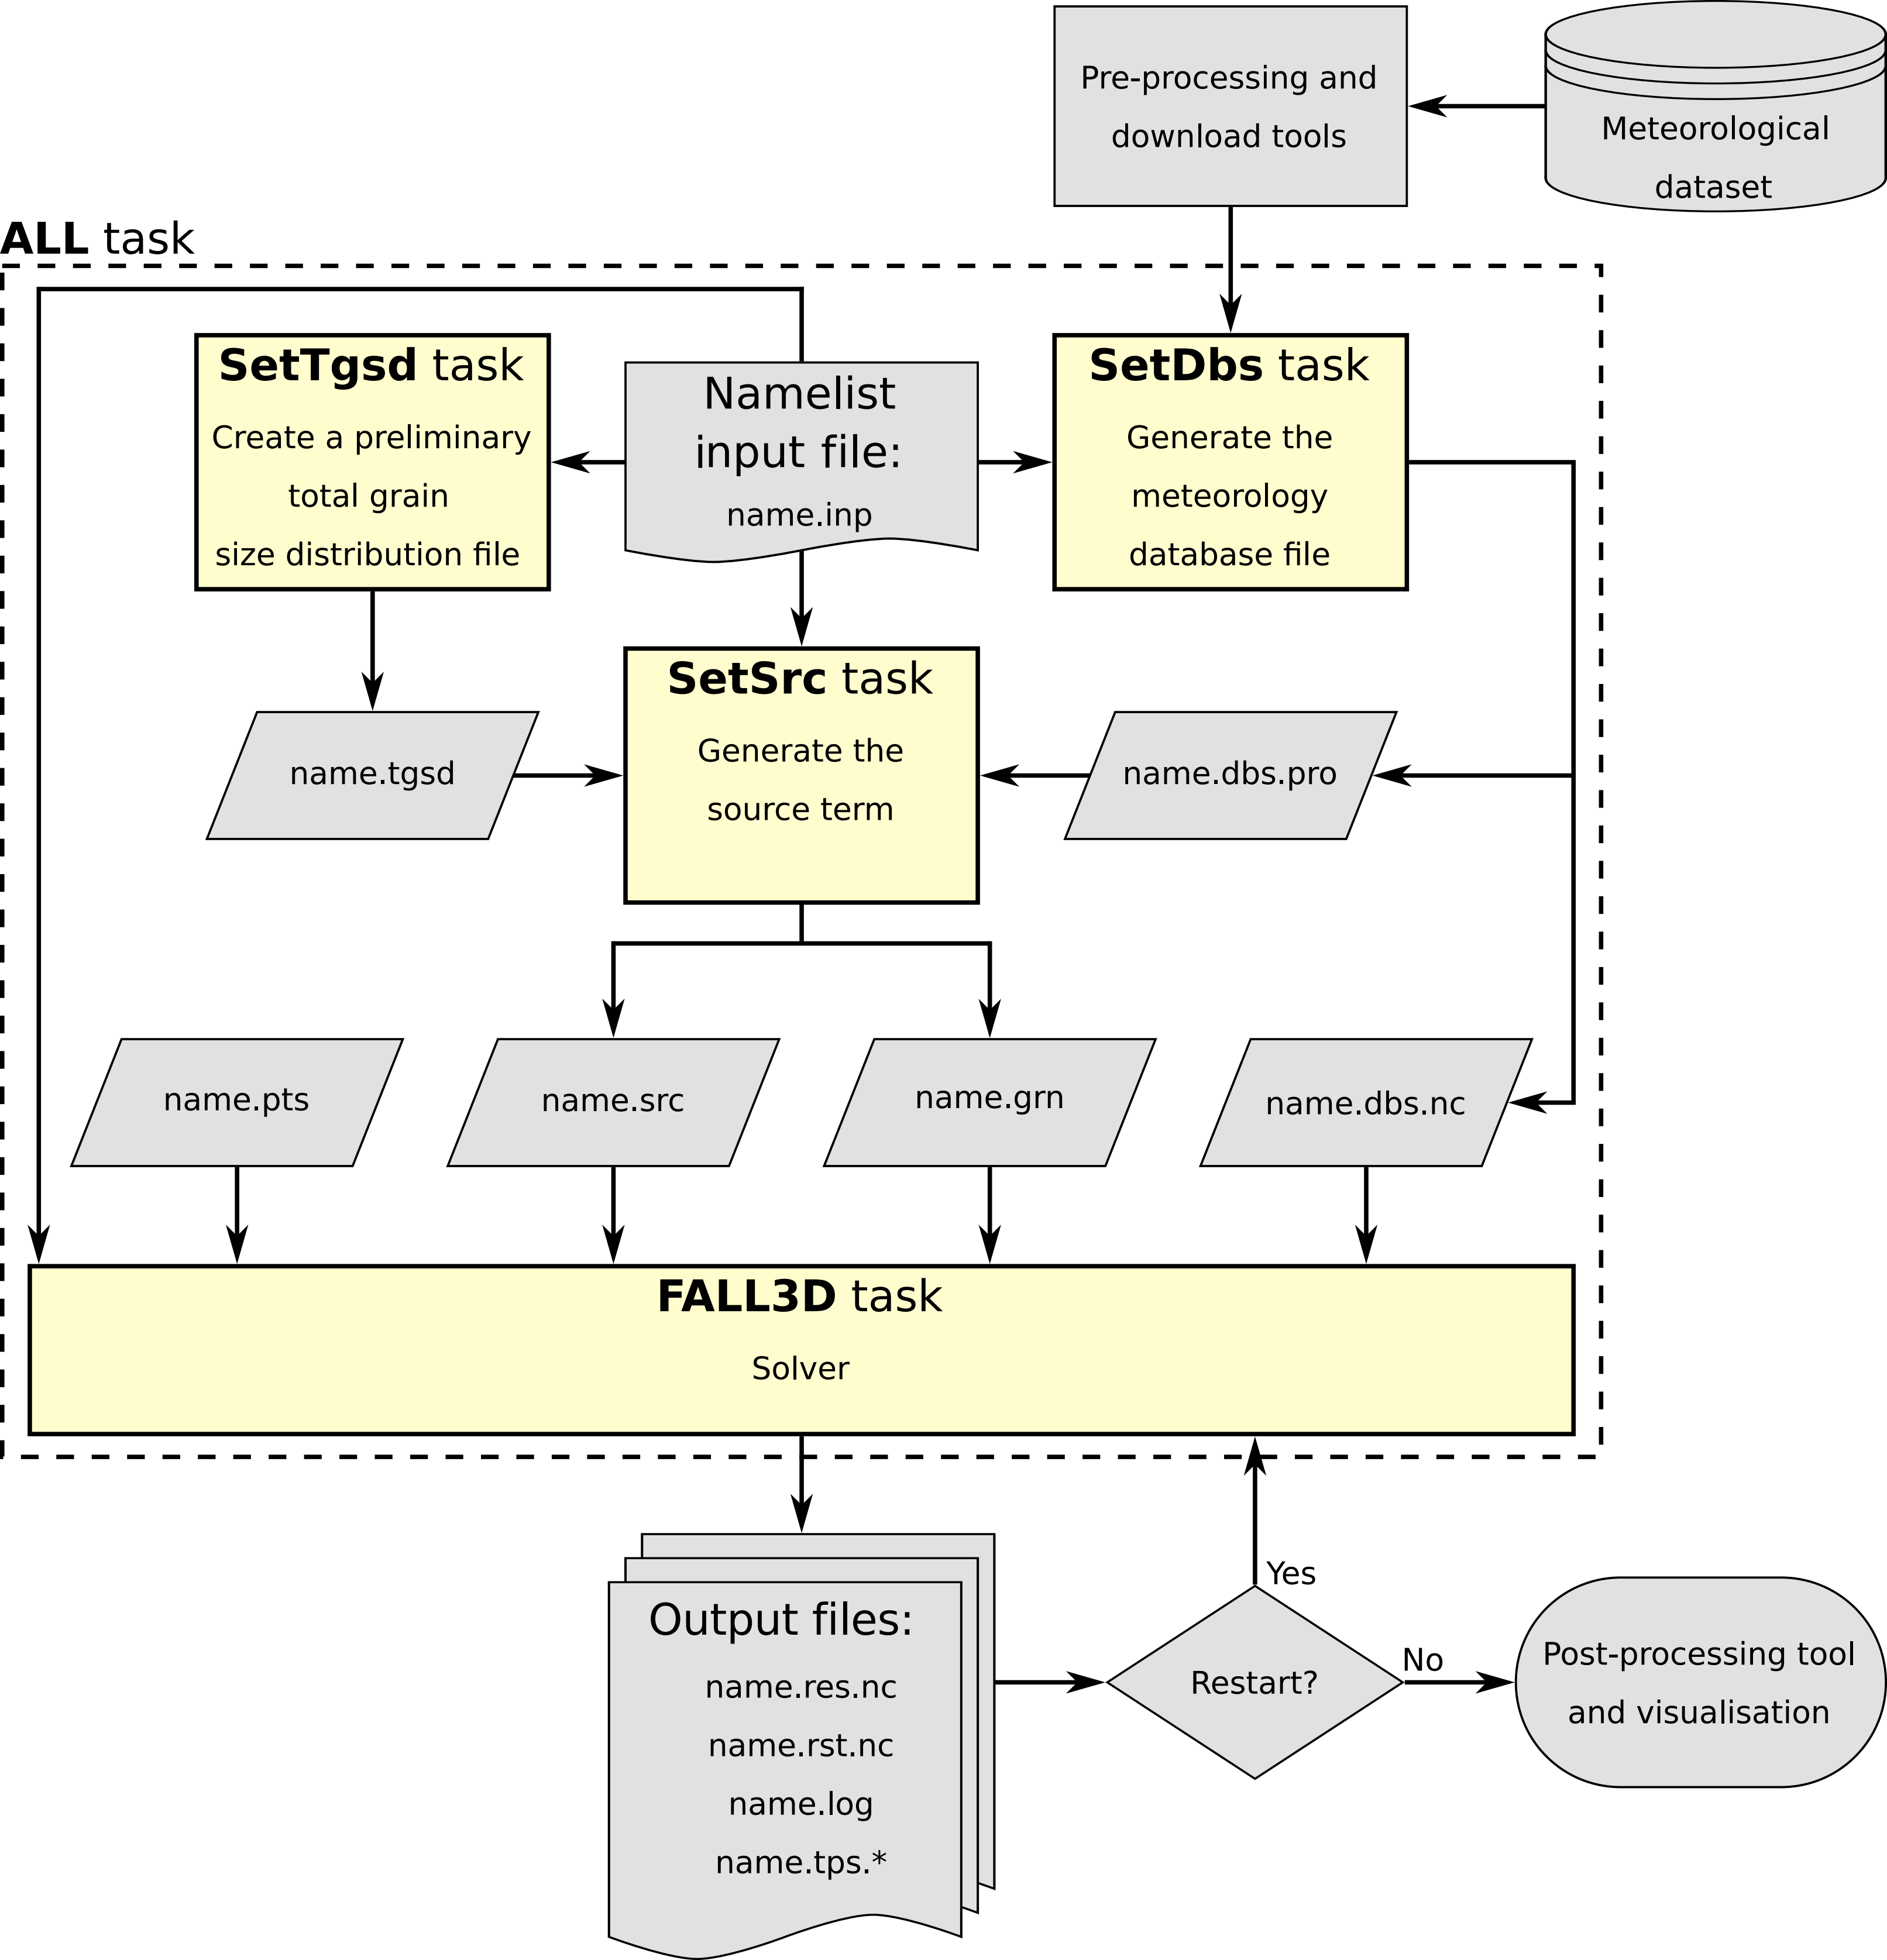 Pre-processing and
download tools
Meteorological
dataset
ALL task
SetTgsd task
Create a preliminary
total grain
size distribution file
Namelist
input file:
name.inp
SetDbs task
Generate the
meteorology
database file
SetSrc task
Generate the
source term
name.tgsd
name.dbs.pro
name.pts
name.src
name.grn
name.dbs.nc
FALL3D task
Solver
Output files:
name.res.nc
name.rst.nc
name.log
name.tps.*
Restart?
Yes
No
Post-processing tool
and visualisation